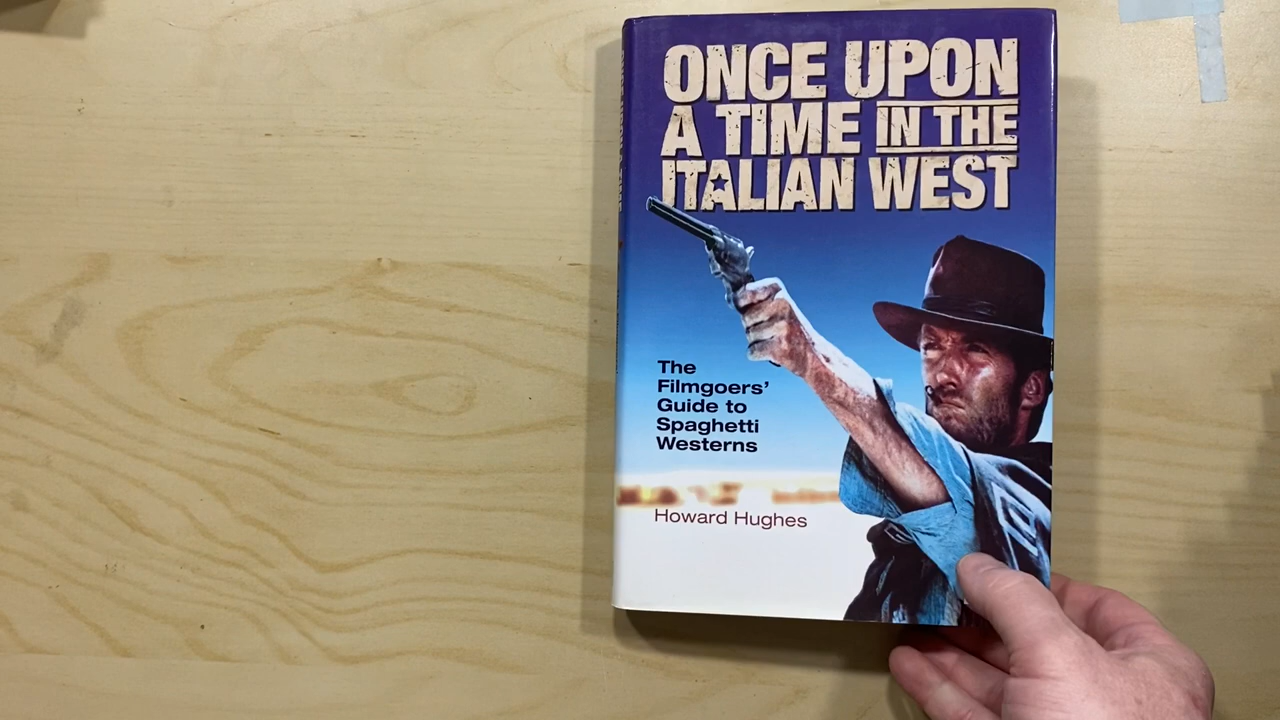 ONCE UPON
A TIME IN THE
ITALIAN WEST
The
Filmgoers'
Guide to
Spaghetti
Westerns
Howard Hughes